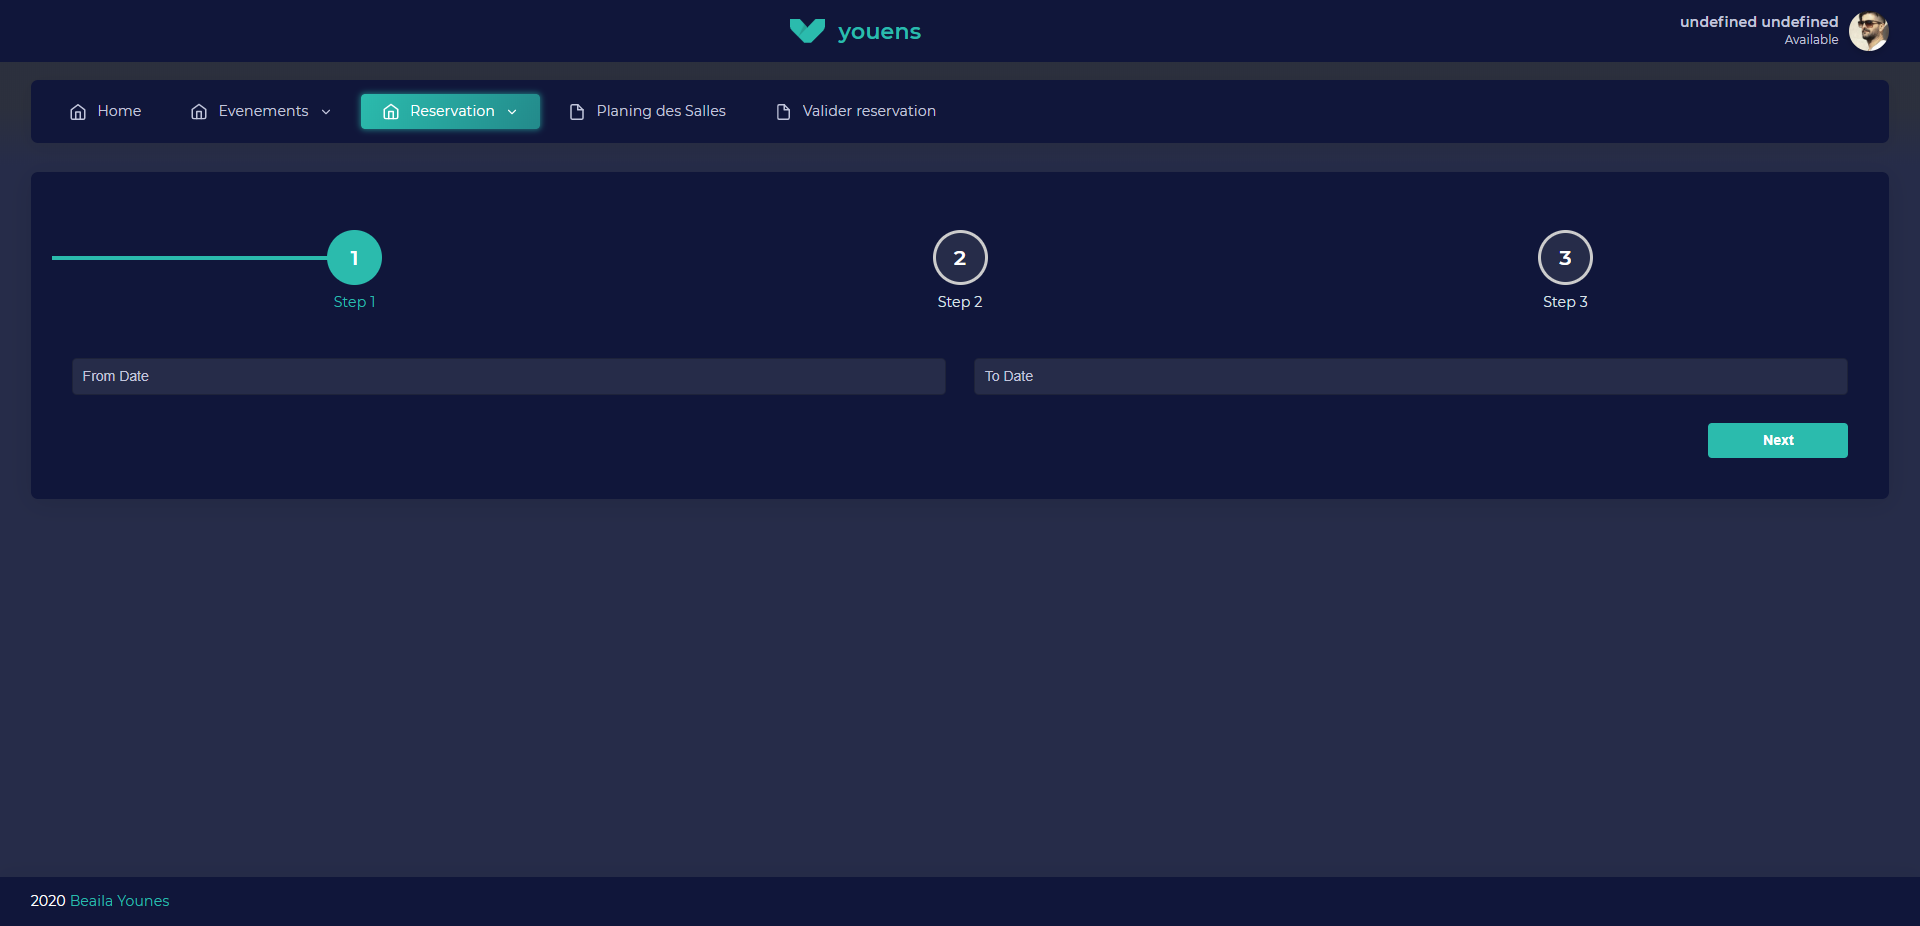 youens
undefined undefined
Available
Home
Evenements
Reservation
Planing des Salles
Valider reservation
1
2
3
Step 1
Step 2
Step 3
From Date
To Date
Next
2020 Beaila Younes